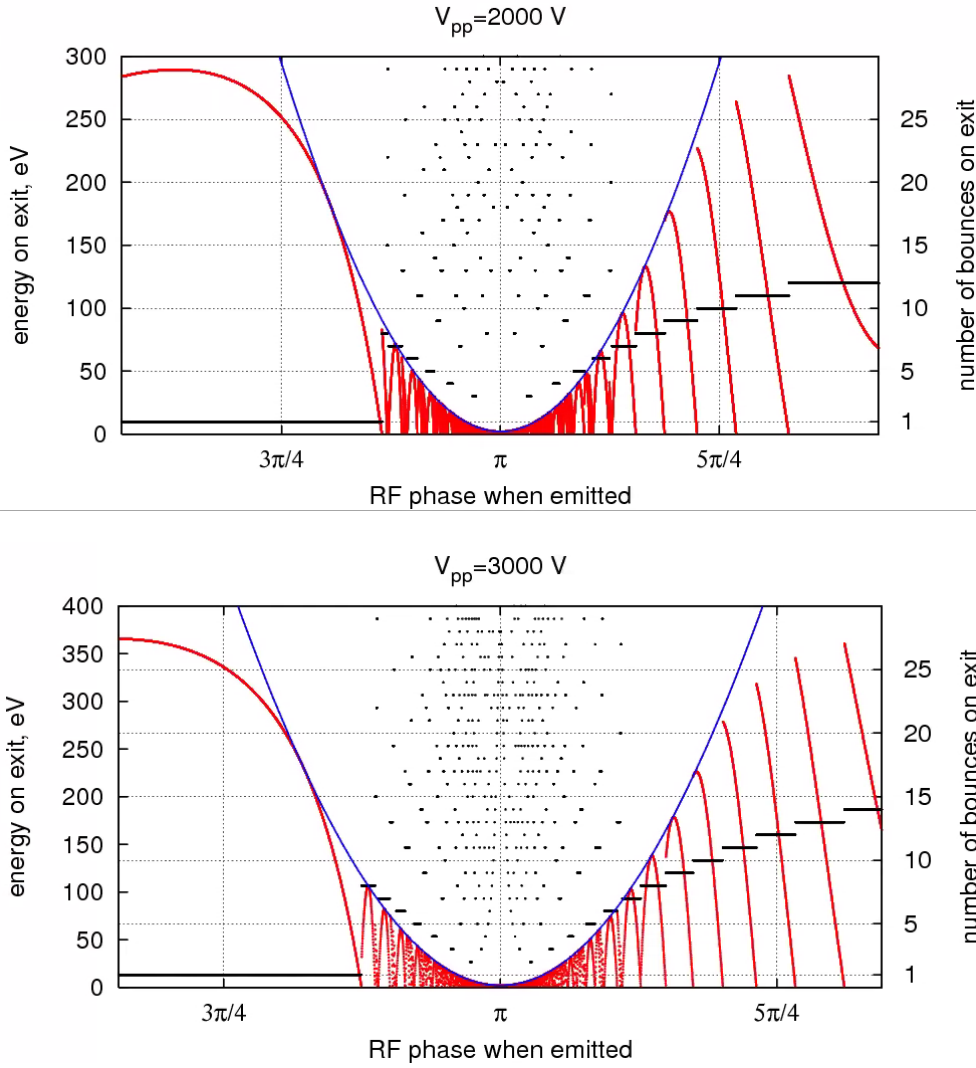 Vpp=2000 V
300
250
200
150
100
50
0
energy on exit, eV
25
20
15
10
5
1
number of bounces on exit
3π/4
π
5π/4
RF phase when emitted
Vpp=3000 V
400
350
300
250
200
150
100
50
0
energy on exit, eV
25
20
15
10
5
1
number of bounces on exit
3π/4
π
5π/4
RF phase when emitted